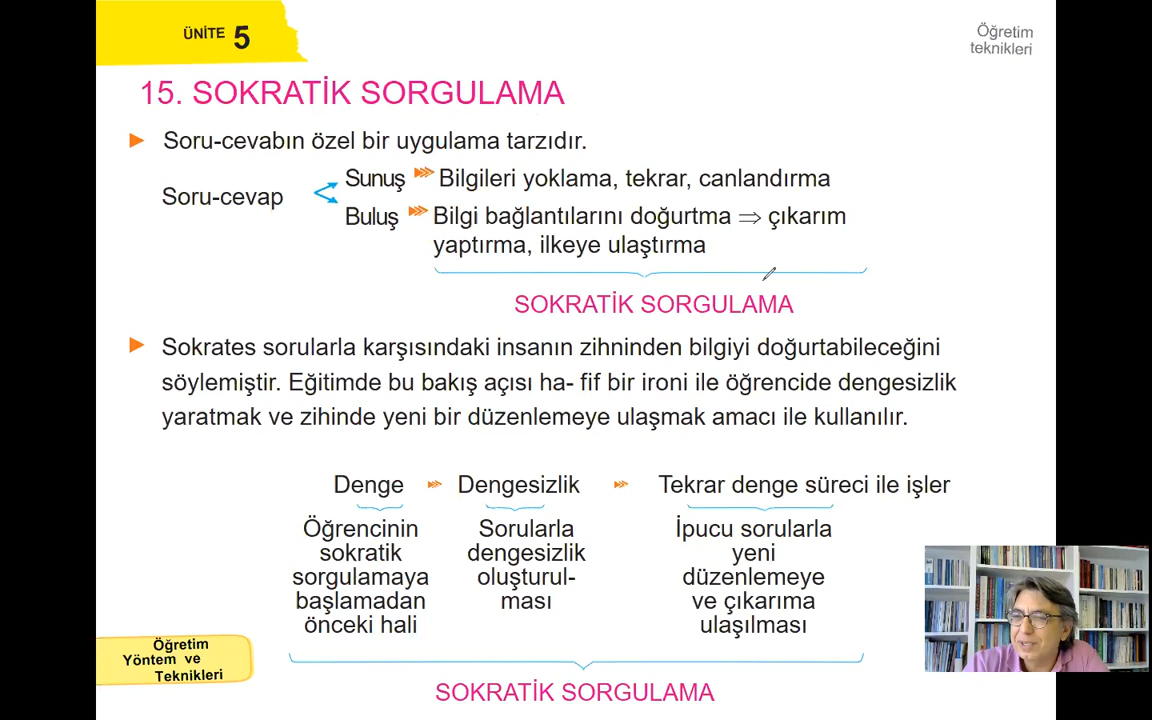 ÜNİTE 5
Öğretim
teknikleri
15. SOKRATİK SORGULAMA
Soru-cevabın özel bir uygulama tarzıdır.
Soru-cevap
Sunuş Bilgileri yoklama, tekrar, canlandırma
Buluş Bilgi bağlantılarını doğurtma ⇒ çıkarım
yaptırma, ilkeye ulaştırma
SOKRATİK SORGULAMA
Sokrates sorularla karşısındaki insanın zihninden bilgiyi doğurtabileceğini
söylemiştir. Eğitimde bu bakış açısı ha- fif bir ironi ile öğrencide dengesizlik
yaratmak ve zihinde yeni bir düzenlemeye ulaşmak amacı ile kullanılır.
Denge Dengesizlik Tekrar denge süreci ile işler
Öğrencinin
sokratik
sorgulamaya
başlamadan
önceki hali
Sorularla
dengesizlik
oluşturul-
ması
İpucu sorularla
yeni
düzenlemeye
ve çıkarıma
ulaşılması
SOKRATİK SORGULAMA
Öğretim
Yöntem ve
Teknikleri